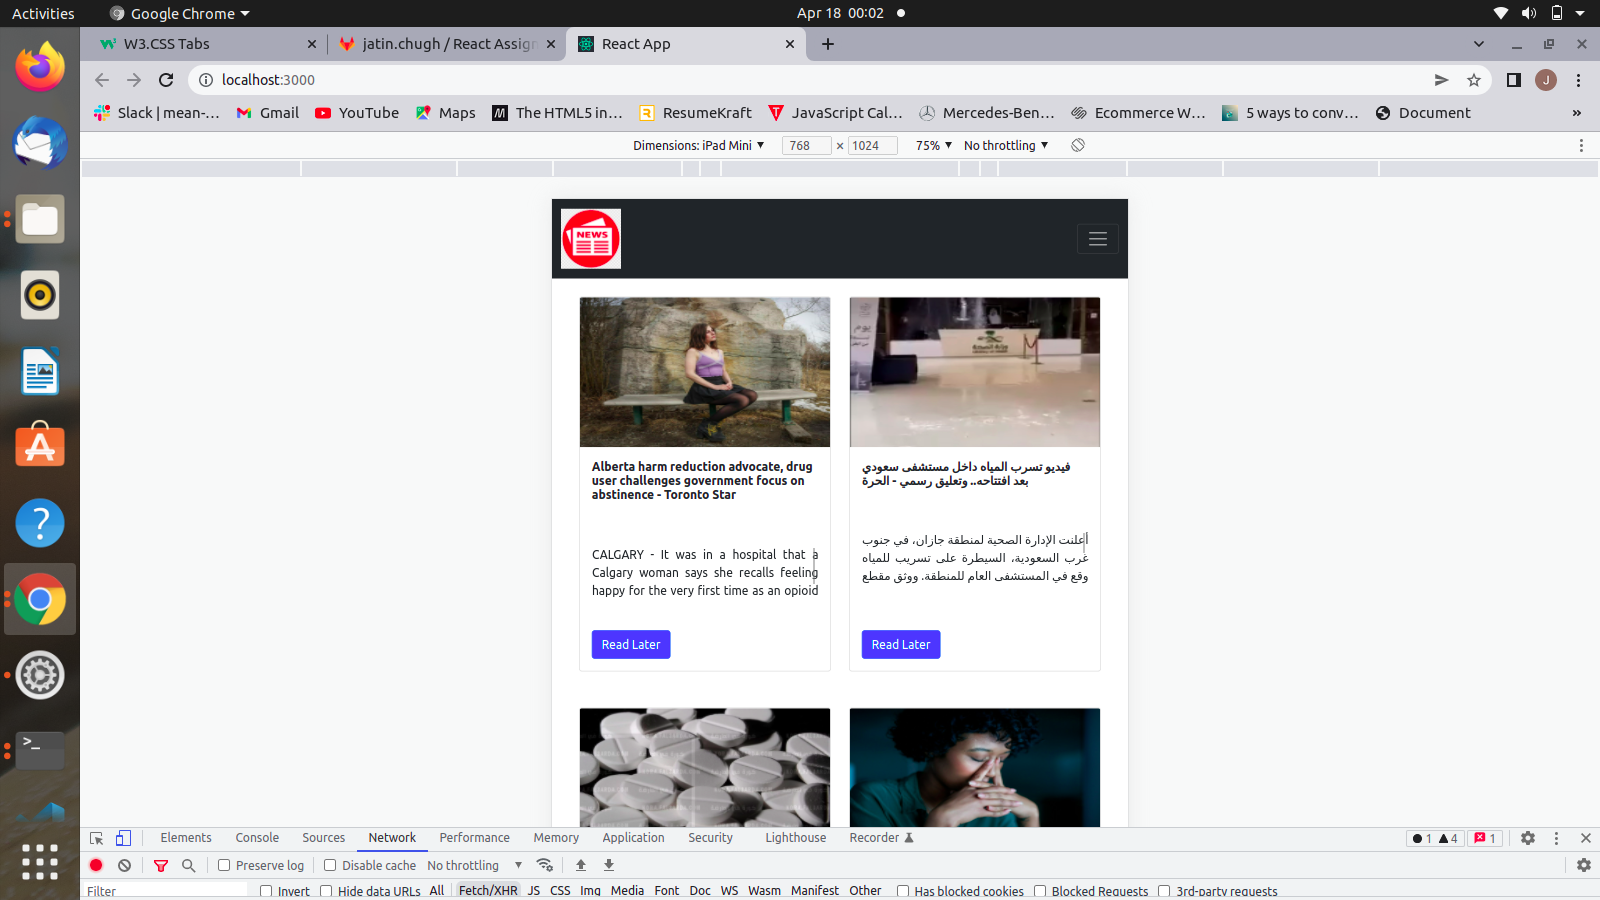 Activities
Google Chrome
Apr 18 00:02
W3.CSS Tabs
jatin.chugh / React Assign
React App
localhost:3000
J
Slack | mean-...
Gmail
YouTube
Maps
The HTML5 in...
ResumeKraft
JavaScript Cal...
Mercedes-Ben...
Ecommerce W...
5 ways to conv...
Document
»
Dimensions: iPad Mini
768 × 1024
75%
No throttling
NEWS
Alberta harm reduction advocate, drug
user challenges government focus on
abstinence - Toronto Star
CALGARY - It was in a hospital that a
Calgary woman says she recalls feeling
happy for the very first time as an opioid
Read Later
فيديو تسرب المياه داخل مستشفى سعودي
بعد افتتاحه.. وتعليق رسمي - الحرة
أعلنت الإدارة الصحية لمنطقة جازان، في جنوب
غرب السعودية، السيطرة على تسريب للمياه
وقع في المستشفى العام للمنطقة. ووثق مقطع
Read Later
Elements
Console
Sources
Network
Performance
Memory
Application
Security
Lighthouse
Recorder
1
4
1
Preserve log
Disable cache
No throttling
Filter
Invert
Hide data URLs
All
Fetch/XHR
JS
CSS
Img
Media
Font
Doc
WS
Wasm
Manifest
Other
Has blocked cookies
Blocked Requests
3rd-party requests